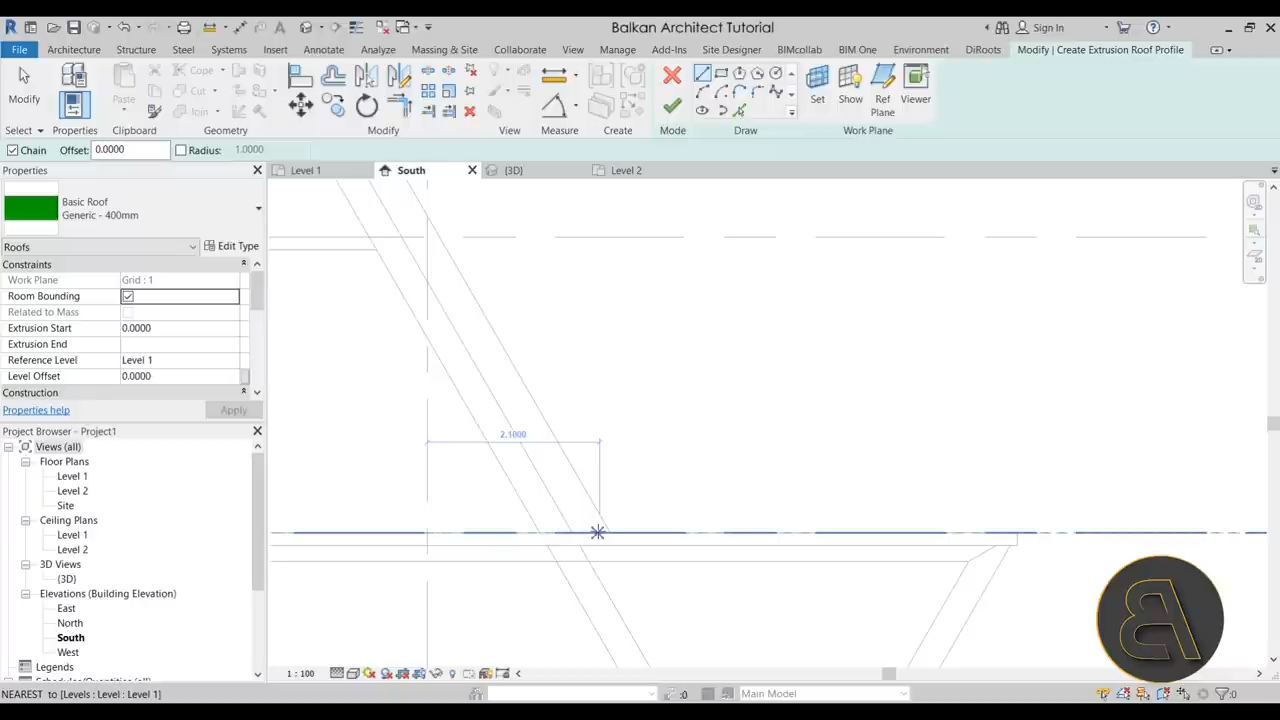 Balkan Architect Tutorial
Sign In
File Architecture Structure Steel Systems Insert Annotate Analyze Massing & Site Collaborate View Manage Add-Ins Site Designer BIMcollab BIM One Environment DiRoots Modify | Create Extrusion Roof Profile
Modify
Paste
Cope
Cut
Join
Set
Show
Ref
Plane
Viewer
Select Properties Clipboard Geometry Modify View Measure Create Mode Draw Work Plane
Chain Offset: 0.0000 Radius: 1.0000
Properties
Level 1 South {3D} Level 2
Basic Roof
Generic - 400mm
Roofs Edit Type
Constraints
Work Plane Grid : 1
Room Bounding
Related to Mass
Extrusion Start 0.0000
Extrusion End
Reference Level Level 1
Level Offset 0.0000
Construction
Properties help Apply
Project Browser - Project1
Views (all)
Floor Plans
Level 1
Level 2
Site
Ceiling Plans
Level 1
Level 2
3D Views
{3D}
Elevations (Building Elevation)
East
North
South
West
Legends
Schedules/Quantities (all)
2.1000
1 : 100
NEAREST to [Levels : Level : Level 1]
:0
Main Model
:0